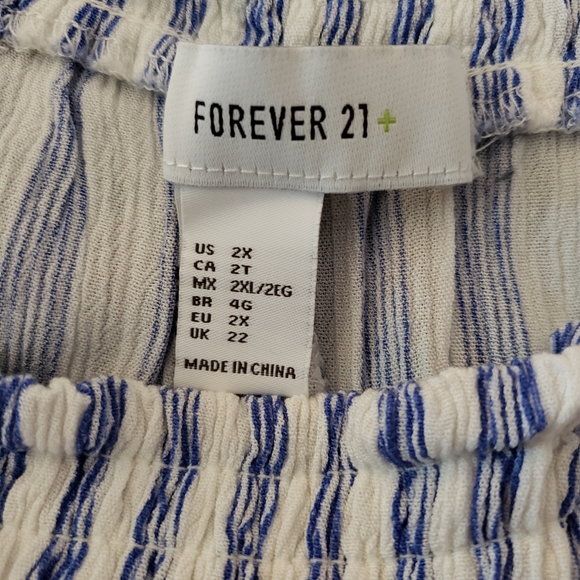 FOREVER 21+
US 2X
CA 2T
MX 2XL/2EG
BR 4G
EU 2X
UK 22
MADE IN CHINA